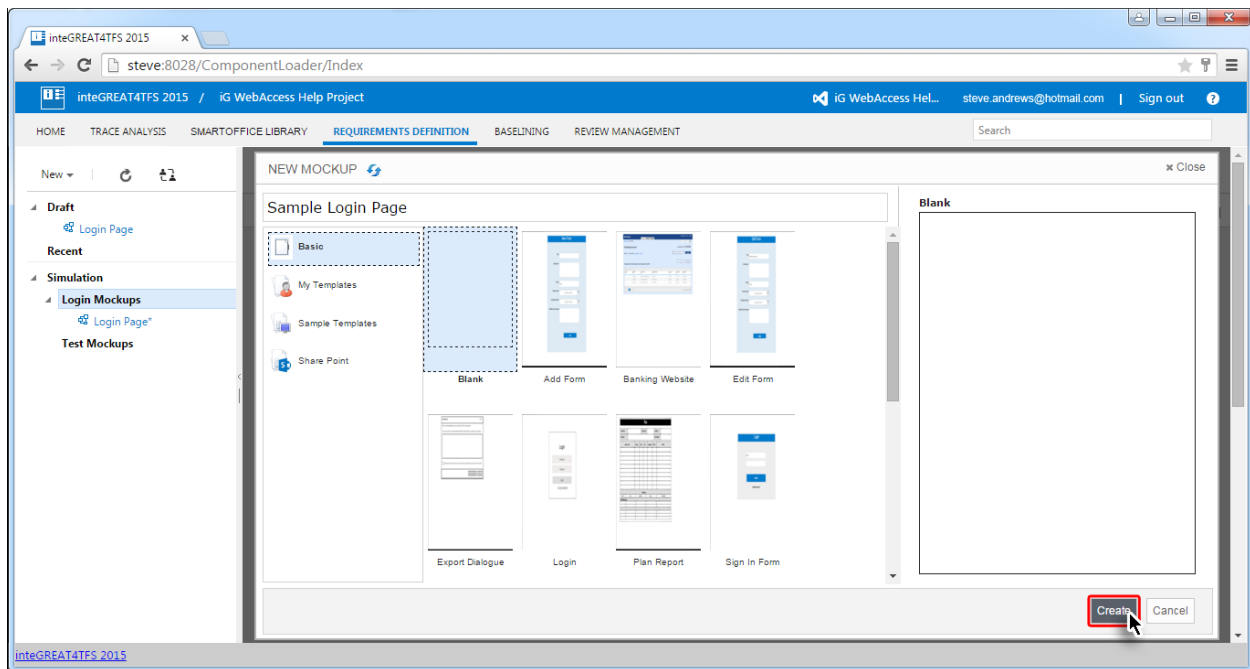 inteGREAT4TFS 2015
steve:8028/ComponentLoader/Index
inteGREAT4TFS 2015 / iG WebAccess Help Project
iG WebAccess Hel... steve.andrews@hotmail.com | Sign out ?
HOME TRACE ANALYSIS SMARTOFFICE LIBRARY REQUIREMENTS DEFINITION BASELINING REVIEW MANAGEMENT
Search
New
Draft
Login Page
Recent
Simulation
Login Mockups
Login Page*
Test Mockups
NEW MOCKUP
× Close
Sample Login Page
Basic
My Templates
Sample Templates
Share Point
Blank Add Form Banking Website Edit Form
Export Dialogue Login Plan Report Sign In Form
Blank
Create Cancel
inteGREAT4TFS 2015